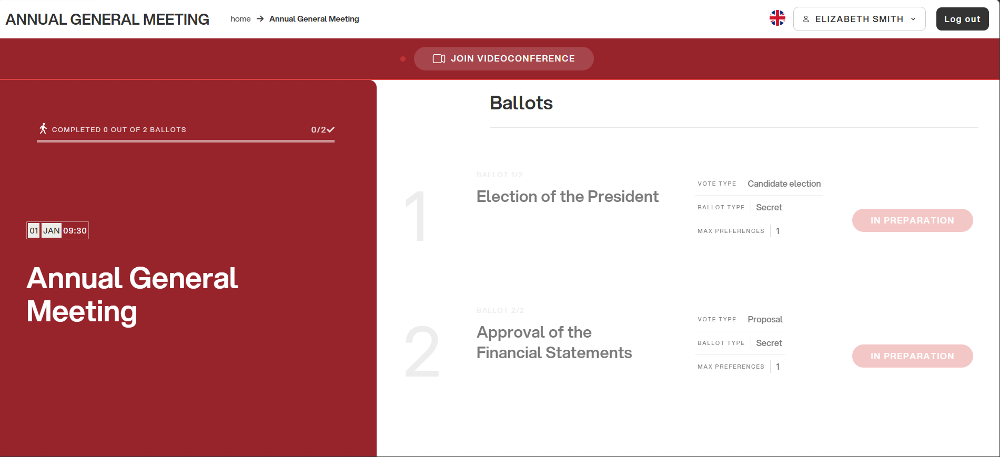 ANNUAL GENERAL MEETING
home → Annual General Meeting
ELIZABETH SMITH
Log out
JOIN VIDEOCONFERENCE
COMPLETED 0 OUT OF 2 BALLOTS
0/2
01 JAN 09:30
Annual General
Meeting
Ballots
1
BALLOT 1/2
Election of the President
VOTE TYPE Candidate election
BALLOT TYPE Secret
MAX PREFERENCES 1
IN PREPARATION
2
BALLOT 2/2
Approval of the
Financial Statements
VOTE TYPE Proposal
BALLOT TYPE Secret
MAX PREFERENCES 1
IN PREPARATION